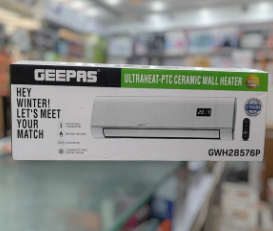 GEEPAS
ULTRAHEAT-PTC CERAMIC WALL HEATER
HEY
WINTER!
LET'S MEET
YOUR
MATCH
GWH28576P